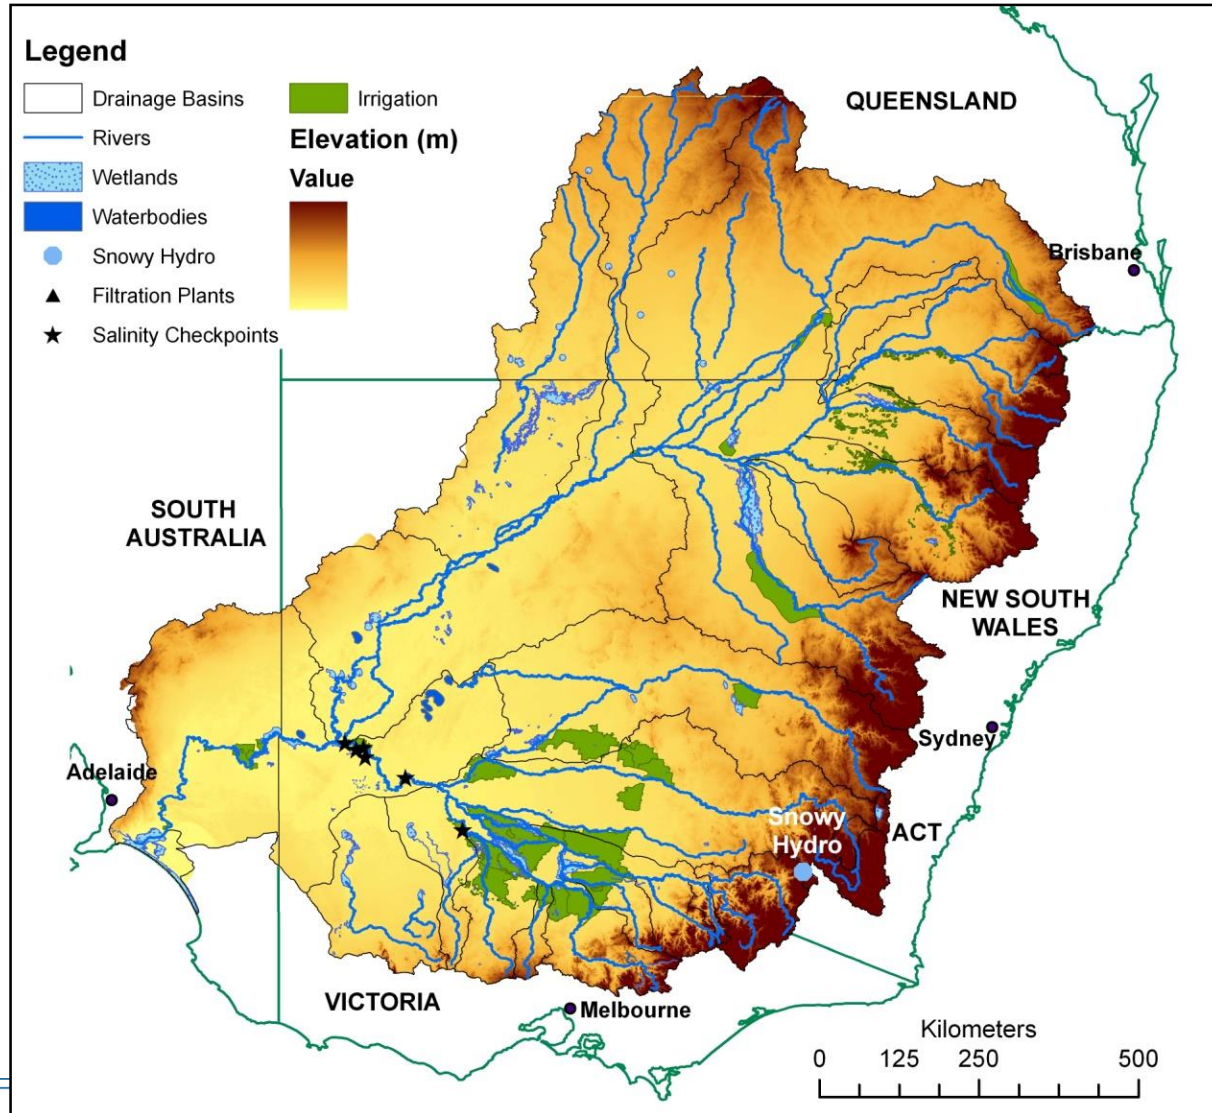 Legend
Drainage Basins
Rivers
Wetlands
Waterbodies
Snowy Hydro
Filtration Plants
Salinity Checkpoints
Irrigation
Elevation (m)
Value
QUEENSLAND
Brisbane
SOUTH
AUSTRALIA
NEW SOUTH
WALES
Sydney
Adelaide
Snowy
Hydro
ACT
VICTORIA
Melbourne
Kilometers
0 125 250 500